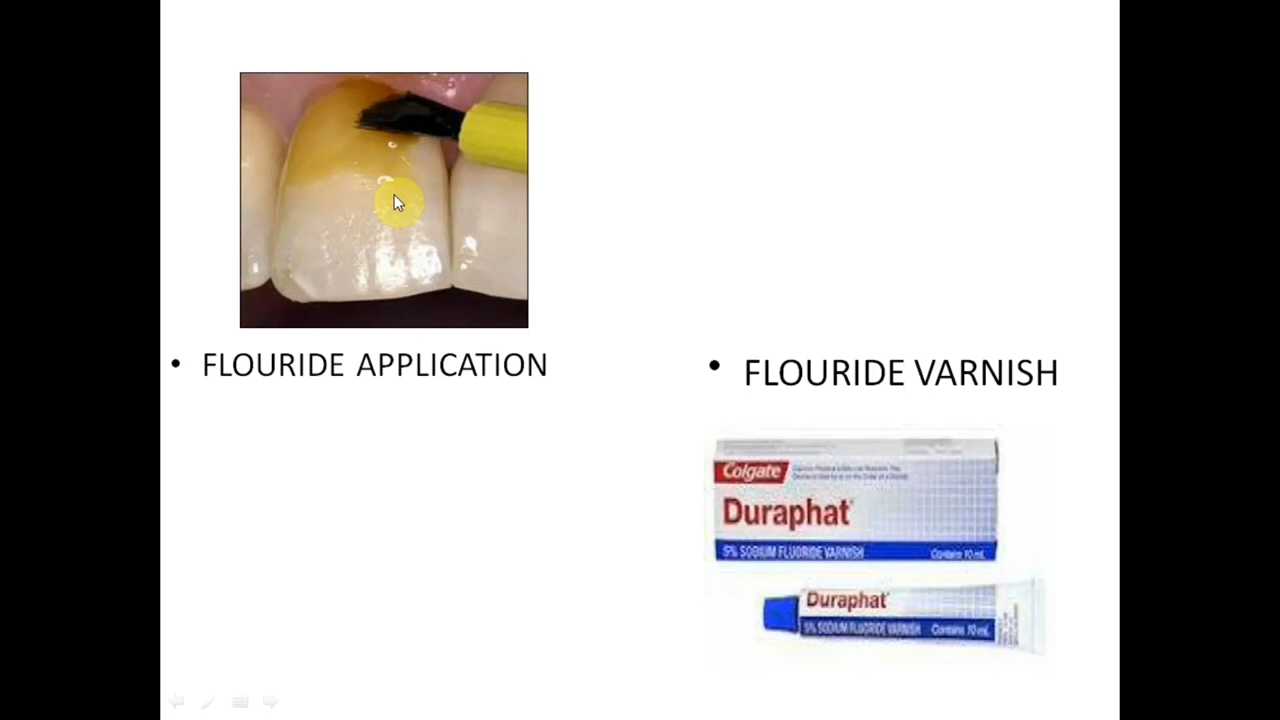 • FLOURIDE APPLICATION
• FLOURIDE VARNISH
Colgate
Duraphat
5% SODIUM FLUORIDE VARNISH Contains 10 mL
Duraphat
5% SODIUM FLUORIDE VARNISH Contains 10 mL